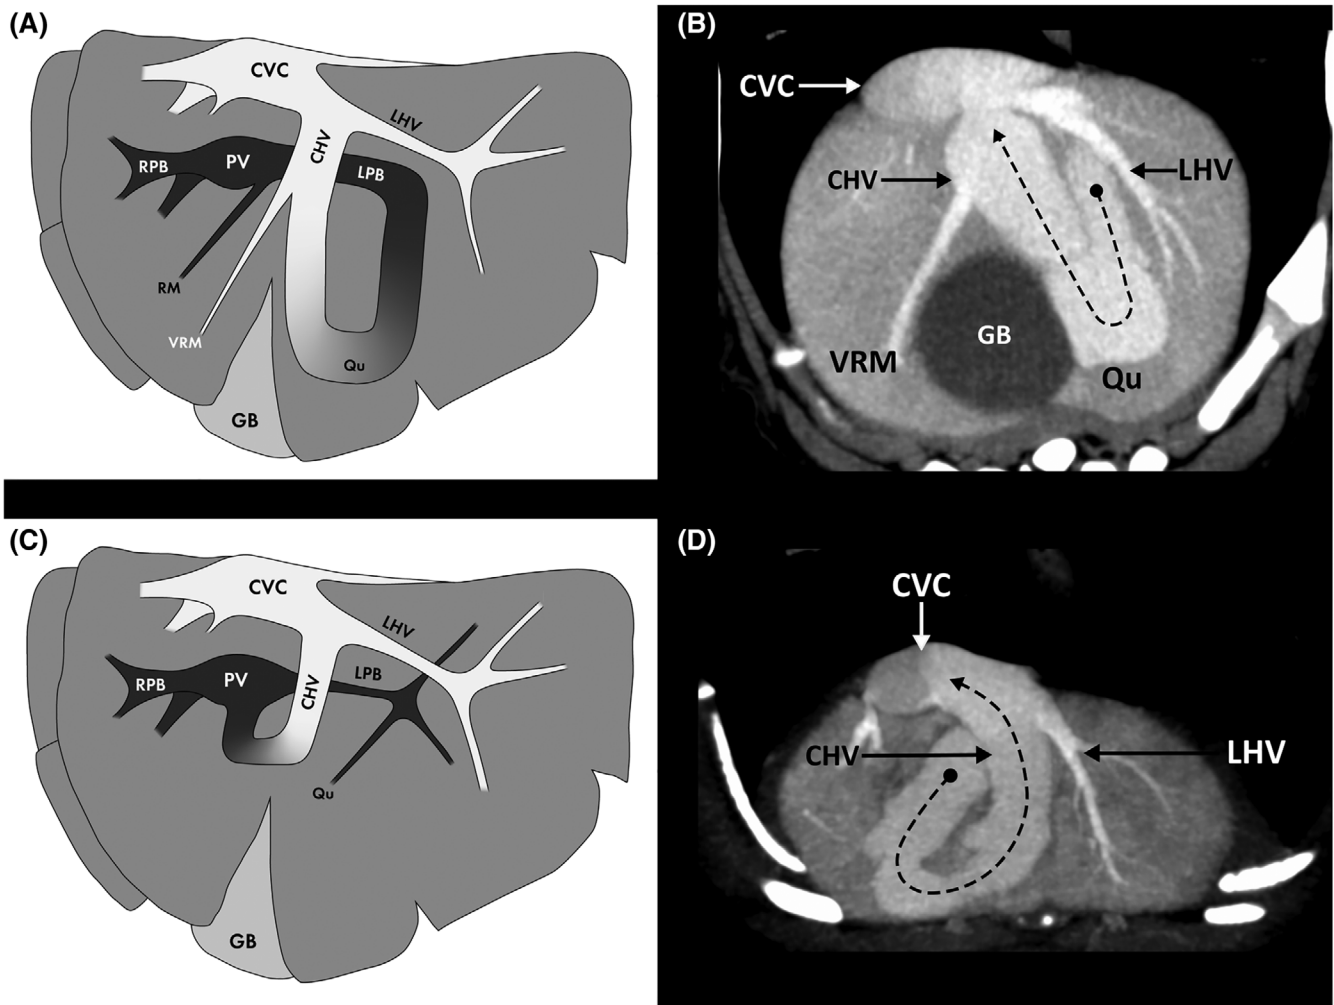 (A)
CVC
LHV
CHV
PV
RPB
LPB
RM
VRM
Qu
GB
(B)
CVC
CHV
LHV
GB
VRM
Qu
(C)
CVC
LHV
LPB
RPB
PV
CHV
Qu
GB
(D)
CVC
CHV
LHV